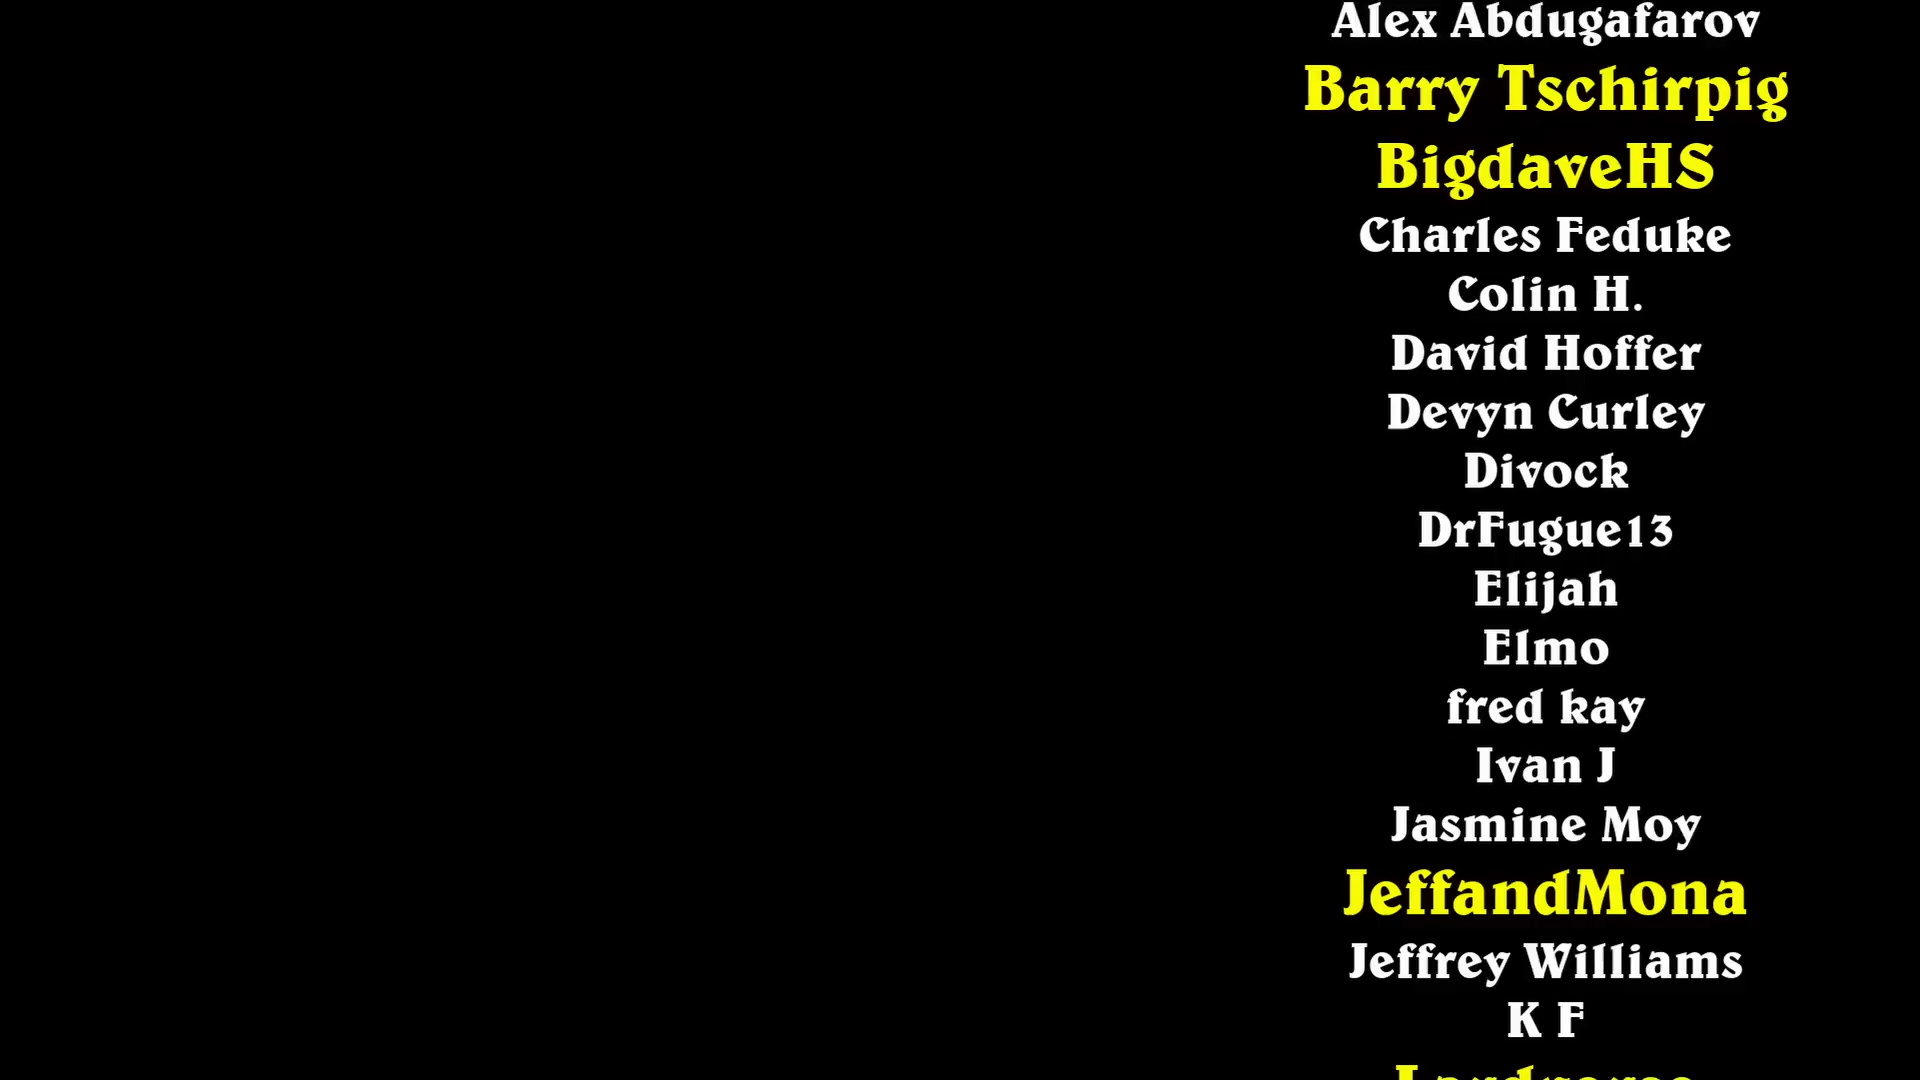 Alex Abdugafarov
Barry Tschirpig
BigdaveHS
Charles Feduke
Colin H.
David Hoffer
Devyn Curley
Divock
DrFugue13
Elijah
Elmo
fred kay
Ivan J
Jasmine Moy
JeffandMona
Jeffrey Williams
K F